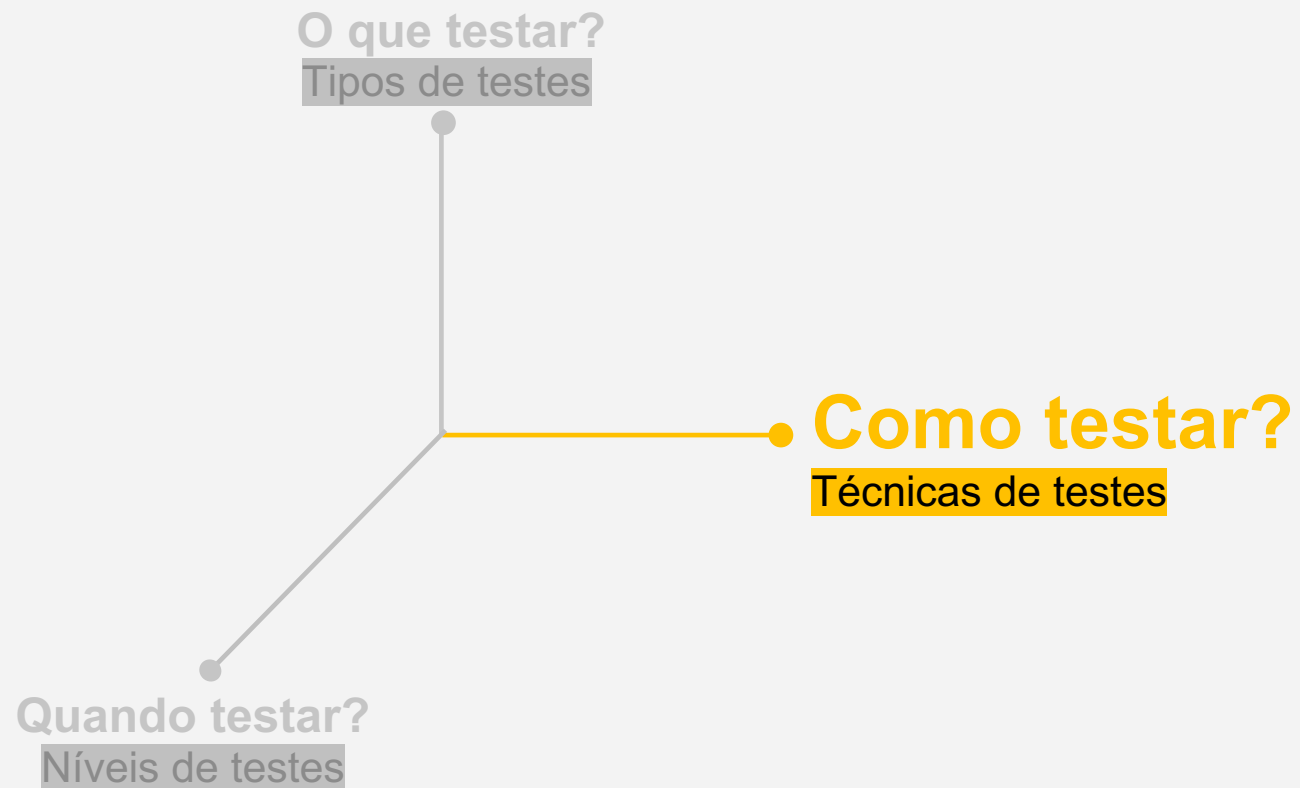 O que testar?
Tipos de testes
Como testar?
Técnicas de testes
Quando testar?
Níveis de testes